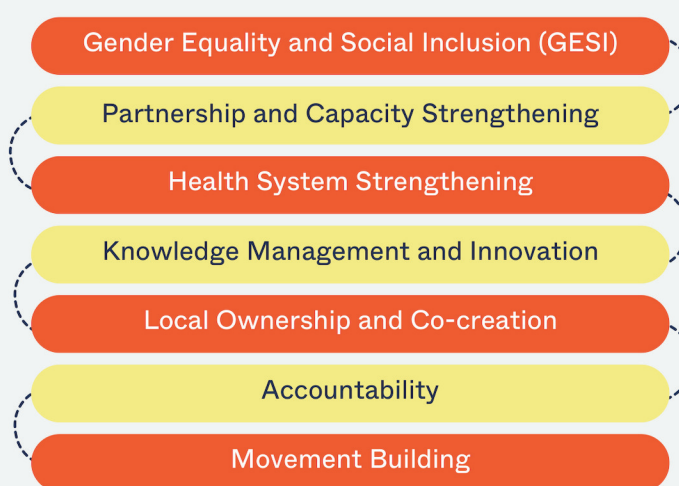 Gender Equality and Social Inclusion (GESI)
Partnership and Capacity Strengthening
Health System Strengthening
Knowledge Management and Innovation
Local Ownership and Co-creation
Accountability
Movement Building